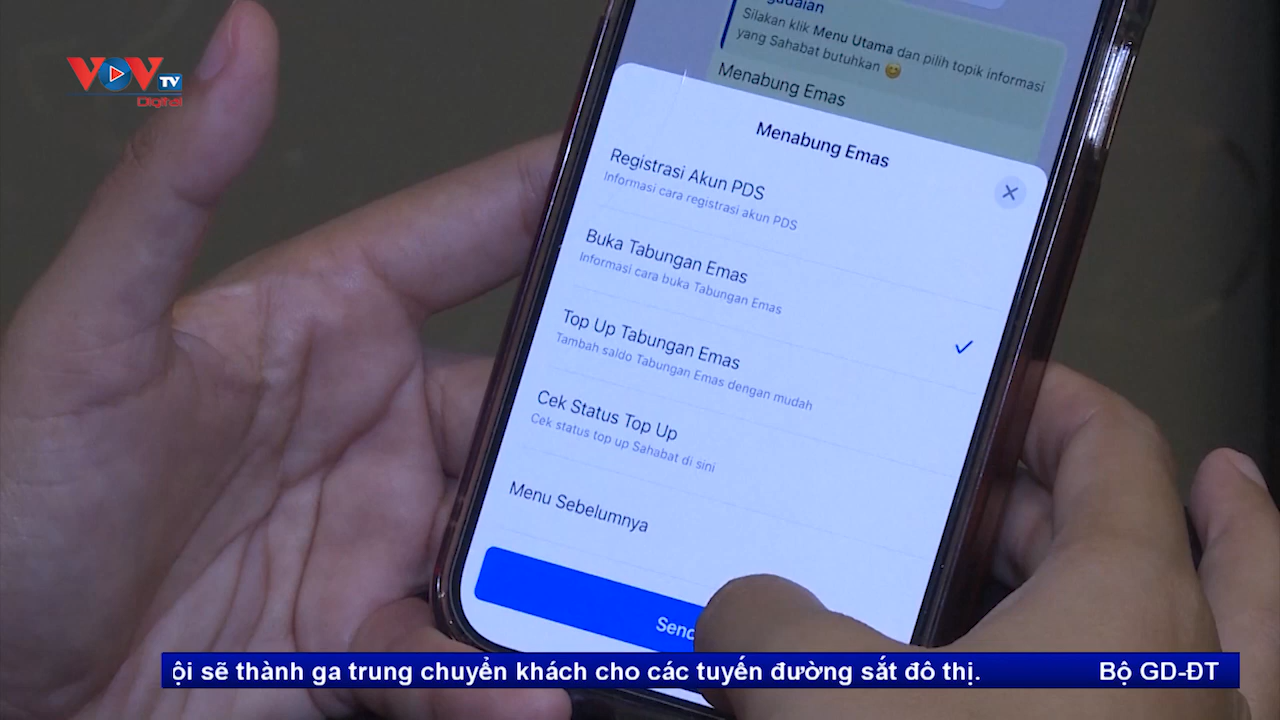 VOV TV
Digital
Silakan klik Menu Utama dan pilih topik informasi
yang Sahabat butuhkan 😊
Menabung Emas
Menabung Emas
Registrasi Akun PDS
Informasi cara registrasi akun PDS
Buka Tabungan Emas
Informasi cara buka Tabungan Emas
Top Up Tabungan Emas
Tambah saldo Tabungan Emas dengan mudah
Cek Status Top Up
Cek status top up Sahabat di sini
Menu Sebelumnya
ội sẽ thành ga trung chuyển khách cho các tuyến đường sắt đô thị. Bộ GD-ĐT